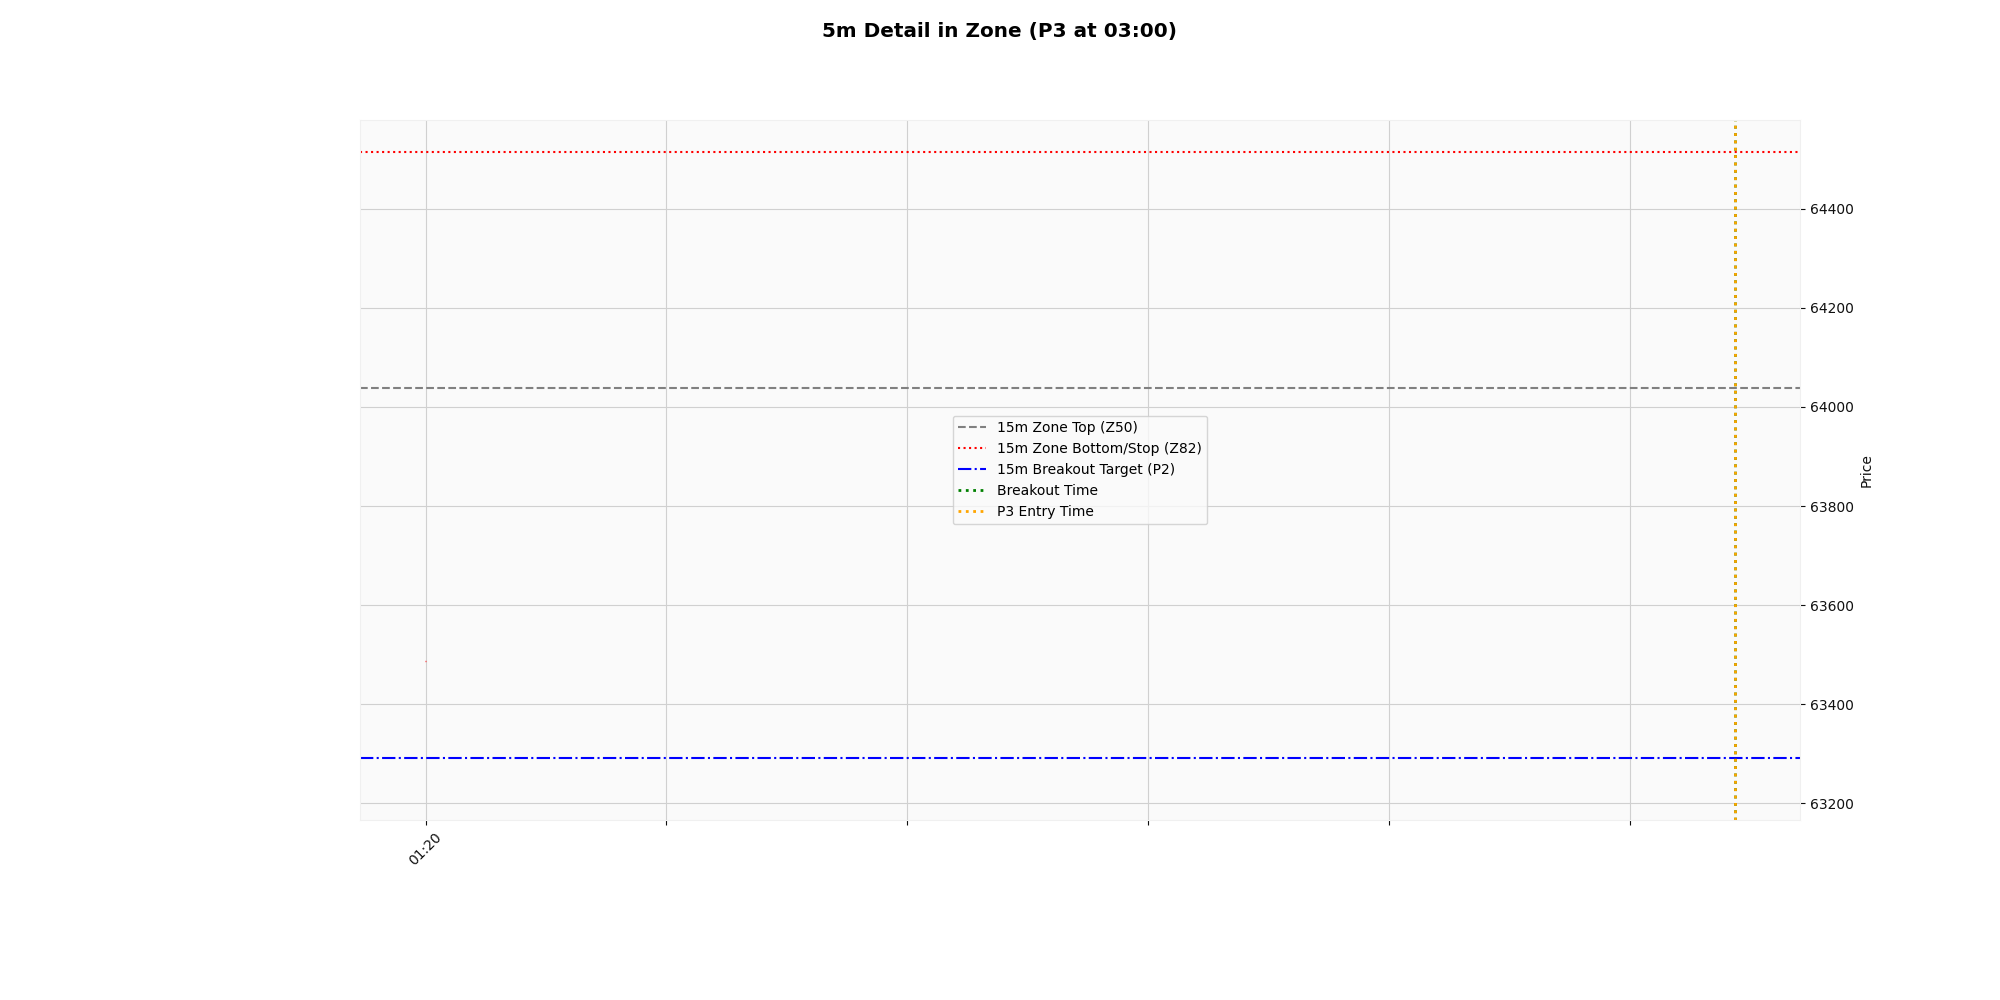 5m Detail in Zone (P3 at 03:00)
64400
64200
64000
15m Zone Top (Z50)
15m Zone Bottom/Stop (Z82)
15m Breakout Target (P2)
Breakout Time
P3 Entry Time
Price
63800
63600
63400
63200
01:20